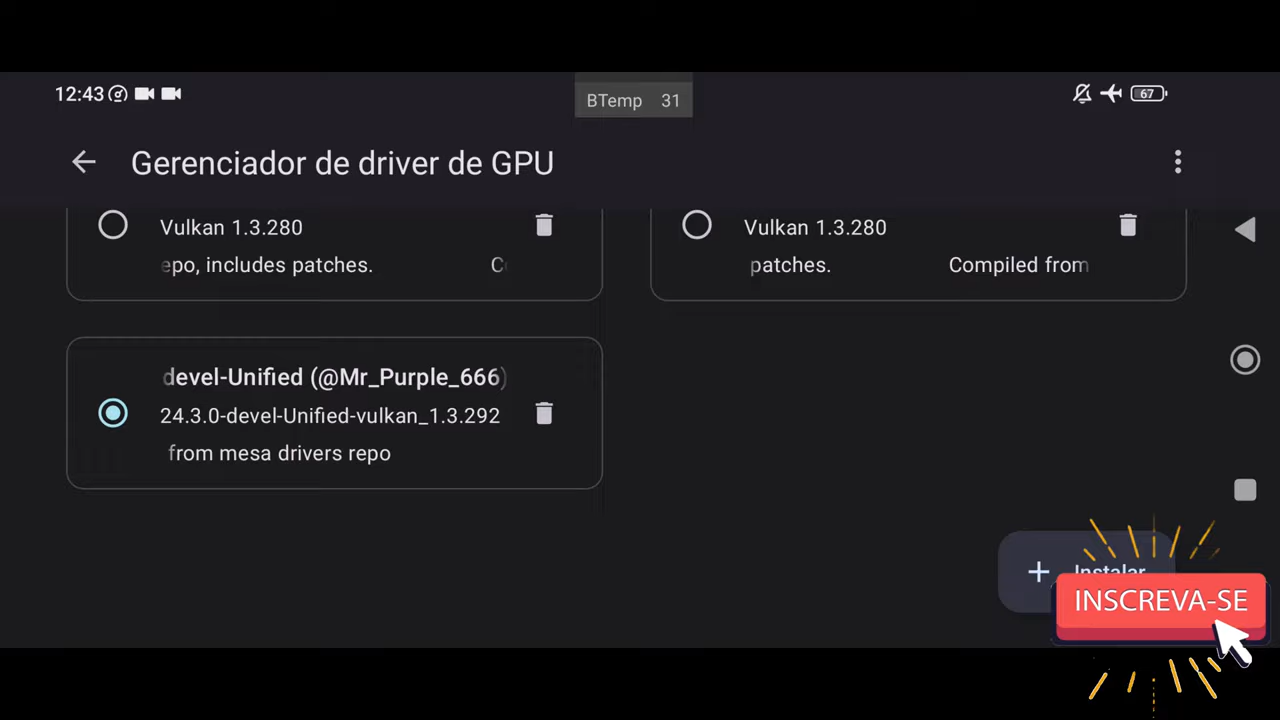 12:43
BTemp 31
67
Gerenciador de driver de GPU
Vulkan 1.3.280
epo, includes patches.
Vulkan 1.3.280
patches. Compiled from
devel-Unified (@Mr_Purple_666)
24.3.0-devel-Unified-vulkan_1.3.292
from mesa drivers repo
Instalar
INSCREVA-SE